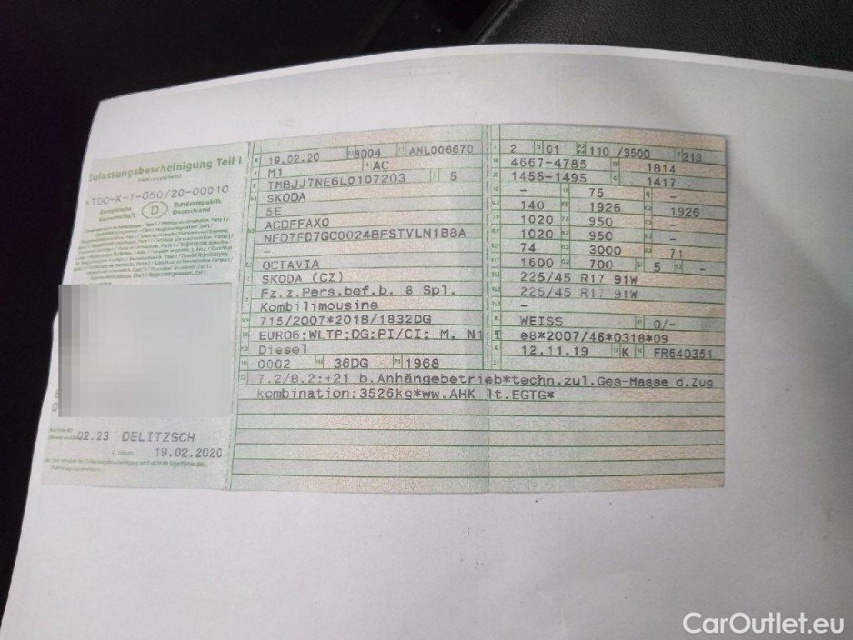 Zulassungsbescheinigung Teil I
*TDO-K-1-050/20-00010
Europäische Gemeinschaft
D
Bundesrepublik Deutschland
02.23 DELITZSCH
19.02.2020
19.02.20 8004 ANL006670
M1 AC
TMBJJ7NE6L0107203 5
SKODA
5E
ACDFFAX0
NFD7FD7GC0024BFSTVLN1B8A
–
OCTAVIA
SKODA (CZ)
Fz.z.Pers.bef.b. 8 Spl.
Kombilimousine
715/2007*2018/1832DG
EURO6;WLTP;DG;PI/CI; M, N1
Diesel
0002 36DG 1968
7.2/8.2:+21 b.Anhängebetrieb*techn.zul.Ges-Masse d.Zug
kombination:3526kg*ww.AHK lt.EGTG*
2 01 110 /3500 213
4667-4785 1814
1455-1495 1417
– 75 –
140 1926 1926
1020 950 –
1020 950 –
74 3000 71
1600 700 5 –
225/45 R17 91W
225/45 R17 91W
–
WEISS 0/–
e8*2007/46*0318*09
12.11.19 K FR640351
CarOutlet.eu